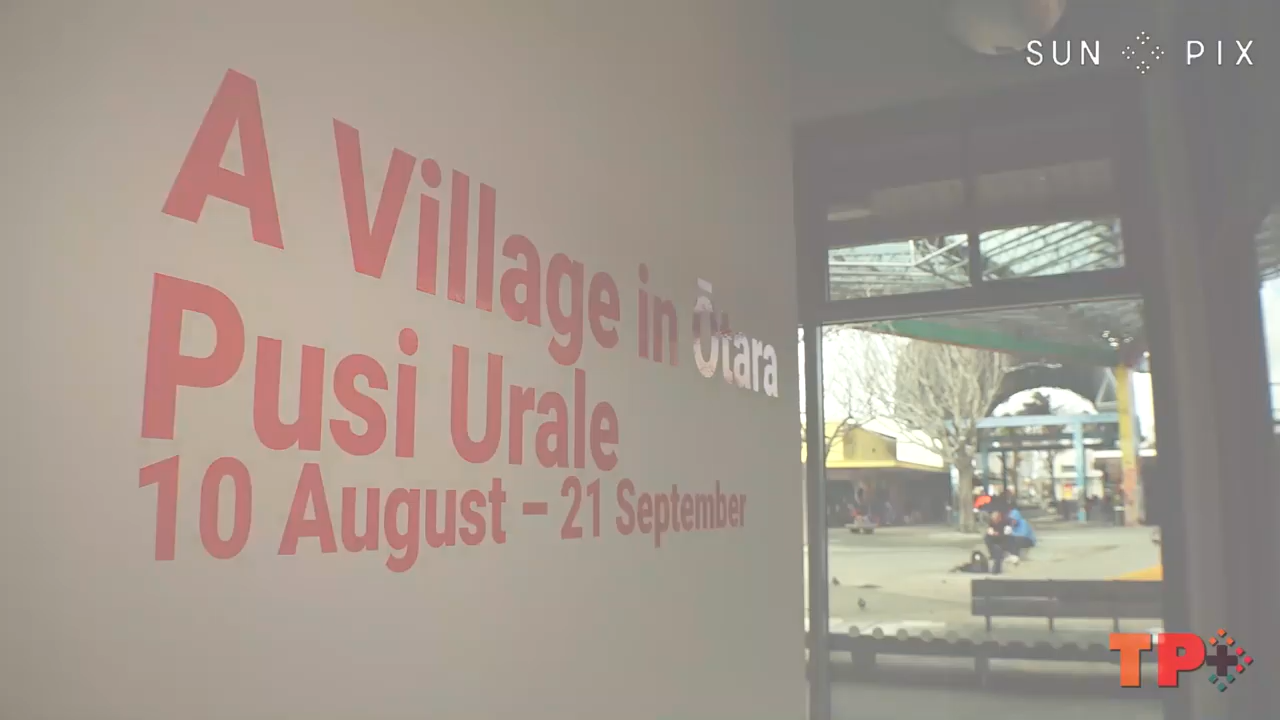 SUN PIX
A Village in Ōtara
Pusi Urale
10 August – 21 September
TP+